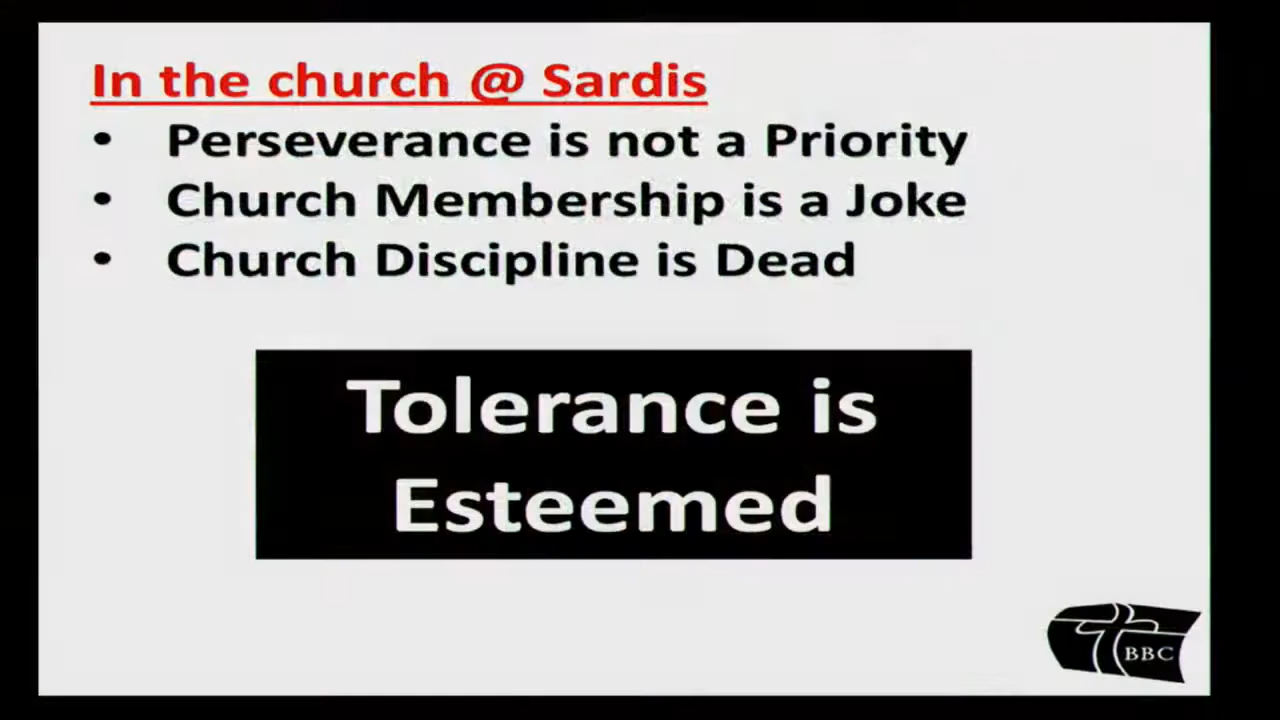 In the church @ Sardis
• Perseverance is not a Priority
• Church Membership is a Joke
• Church Discipline is Dead
Tolerance is
Esteemed
BBC